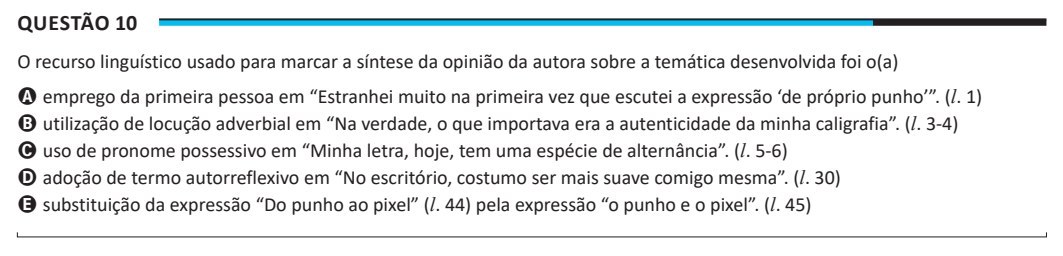 QUESTÃO 10
O recurso linguístico usado para marcar a síntese da opinião da autora sobre a temática desenvolvida foi o(a)
A emprego da primeira pessoa em “Estranhei muito na primeira vez que escutei a expressão ‘de próprio punho’”. (l. 1)
B utilização de locução adverbial em “Na verdade, o que importava era a autenticidade da minha caligrafia”. (l. 3-4)
C uso de pronome possessivo em “Minha letra, hoje, tem uma espécie de alternância”. (l. 5-6)
D adoção de termo autorreflexivo em “No escritório, costumo ser mais suave comigo mesma”. (l. 30)
E substituição da expressão “Do punho ao pixel” (l. 44) pela expressão “o punho e o pixel”. (l. 45)